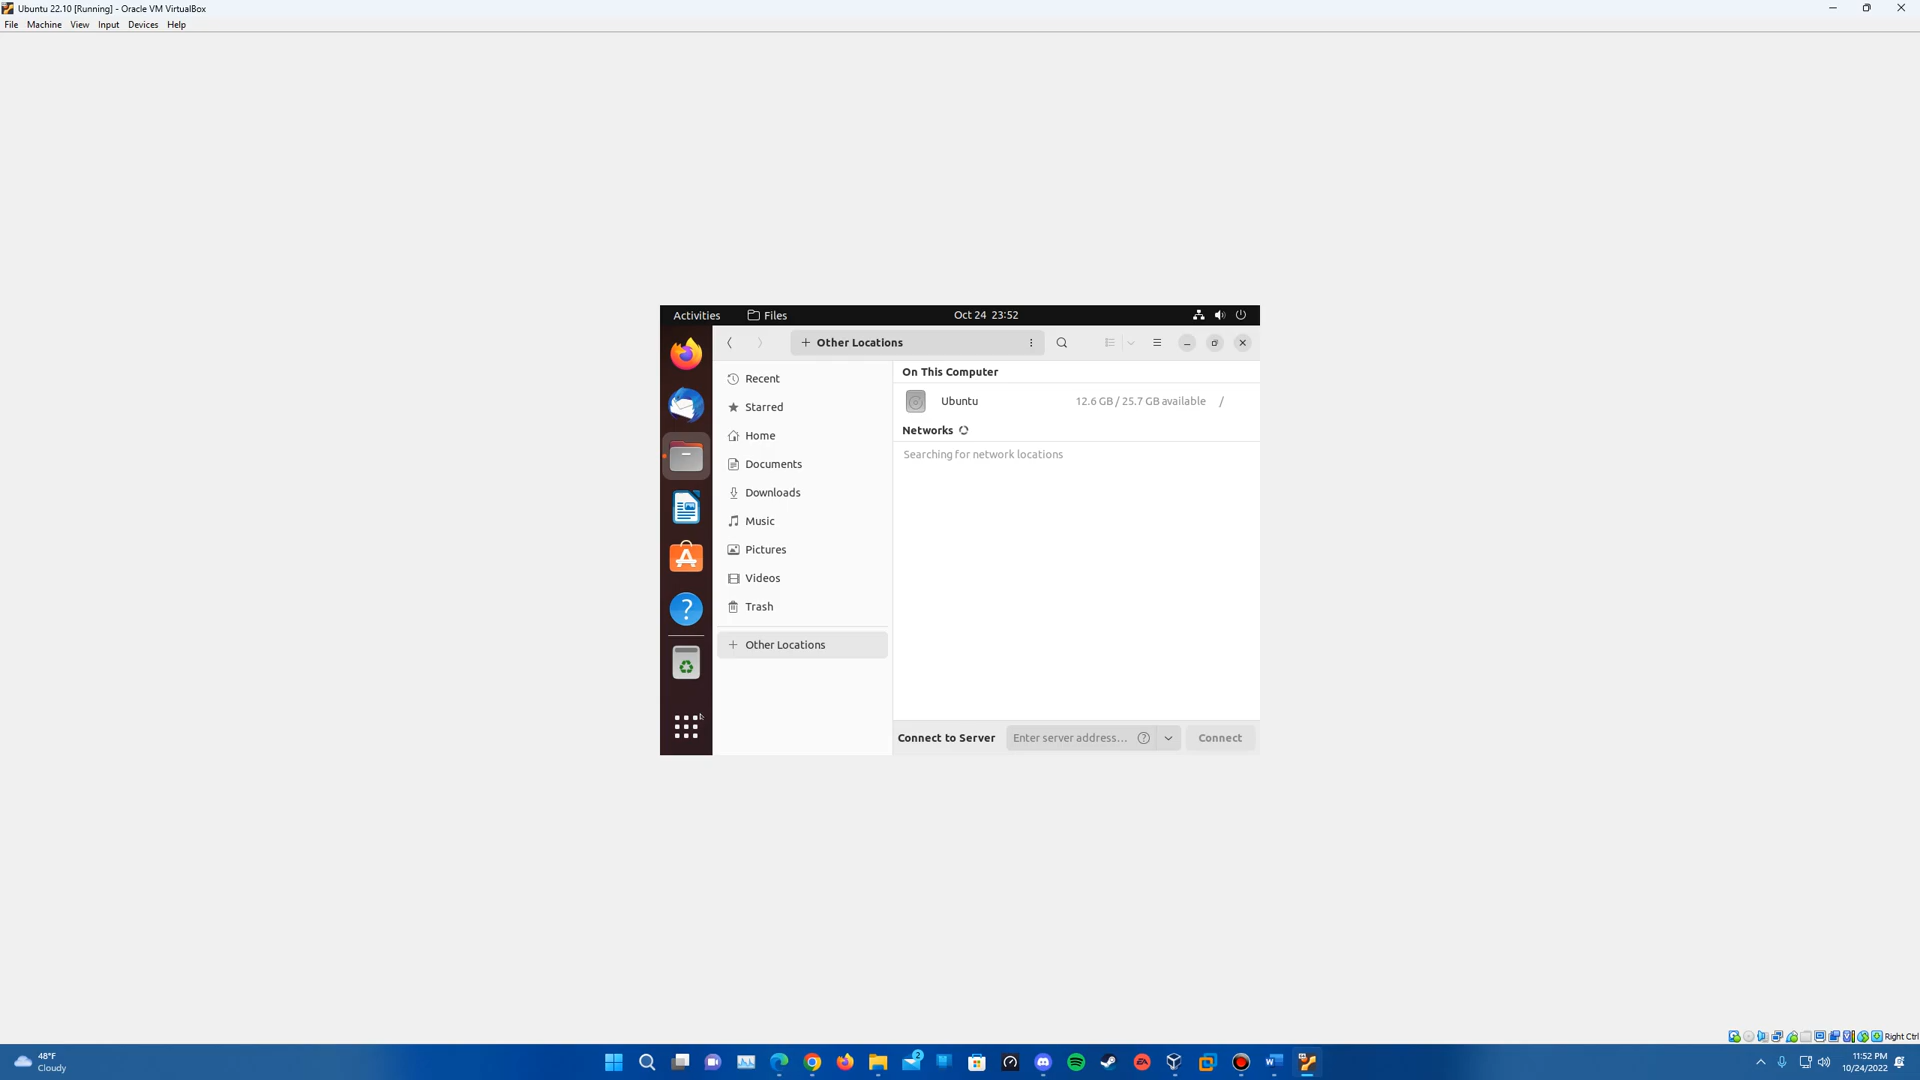 Ubuntu 22.10 [Running] - Oracle VM VirtualBox
File Machine View Input Devices Help
Activities Files Oct 24 23:52
Other Locations
Recent
Starred
Home
Documents
Downloads
Music
Pictures
Videos
Trash
Other Locations
On This Computer
Ubuntu 12.6 GB / 25.7 GB available /
Networks
Searching for network locations
Connect to Server Enter server address... ? Connect
Right Ctrl
48°F
Cloudy
2
EA
11:52 PM
10/24/2022